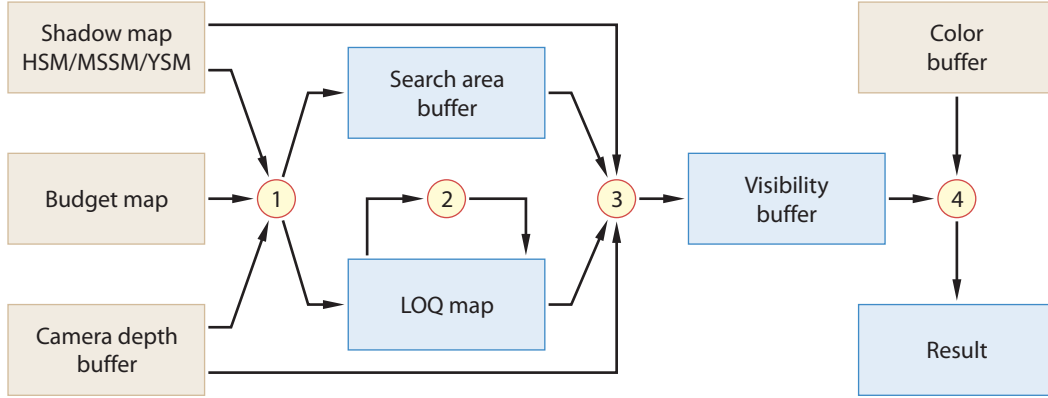 Shadow map
HSM/MSSM/YSM
Search area
buffer
Color
buffer
Budget map
1
2
3
Visibility
buffer
4
Camera depth
buffer
LOQ map
Result